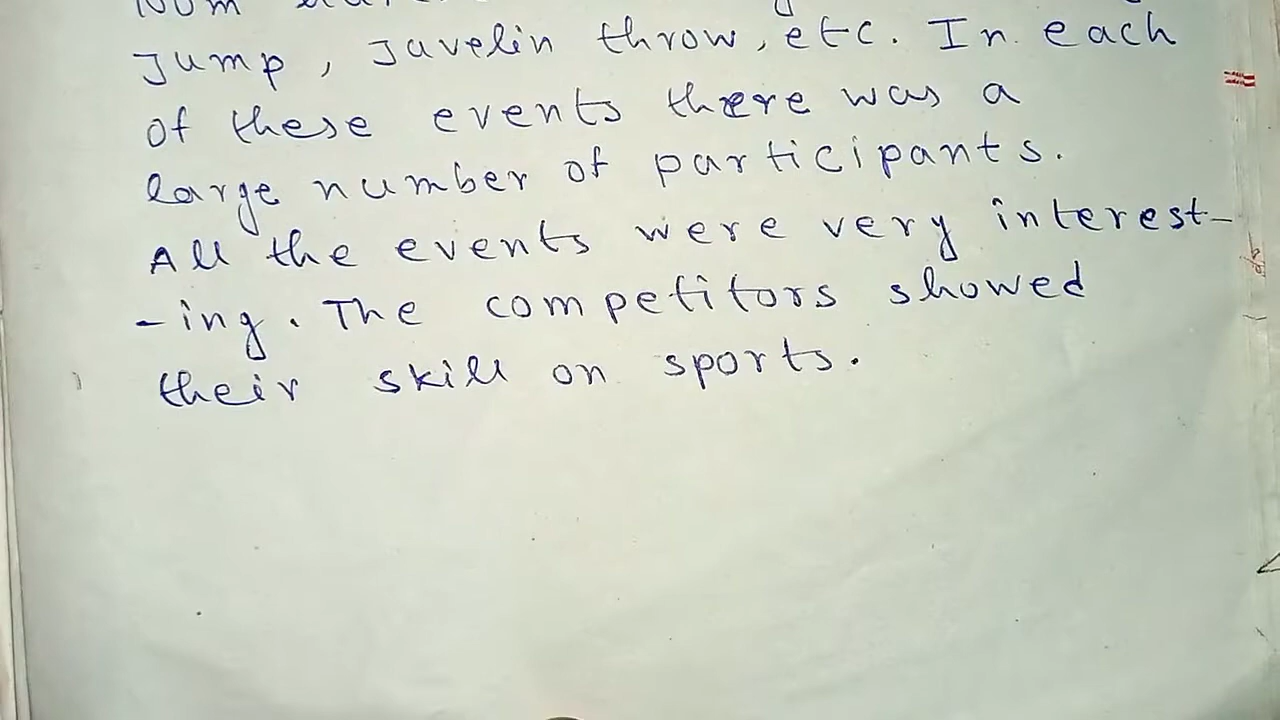 100m
Jump, Javelin throw, etc. In each
of these events there was a
large number of participants.
All the events were very interest-
-ing. The competitors showed
their skill on sports.